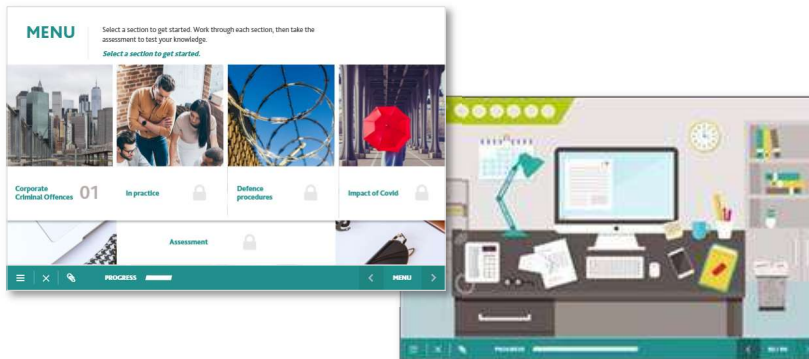 MENU
Select a section to get started. Work through each section, then take the
assessment to test your knowledge.
Select a section to get started.
Corporate
Criminal Offences 01
In practice
Defence
procedures
Impact of Covid
Assessment
PROGRESS
MENU
PROGRESS